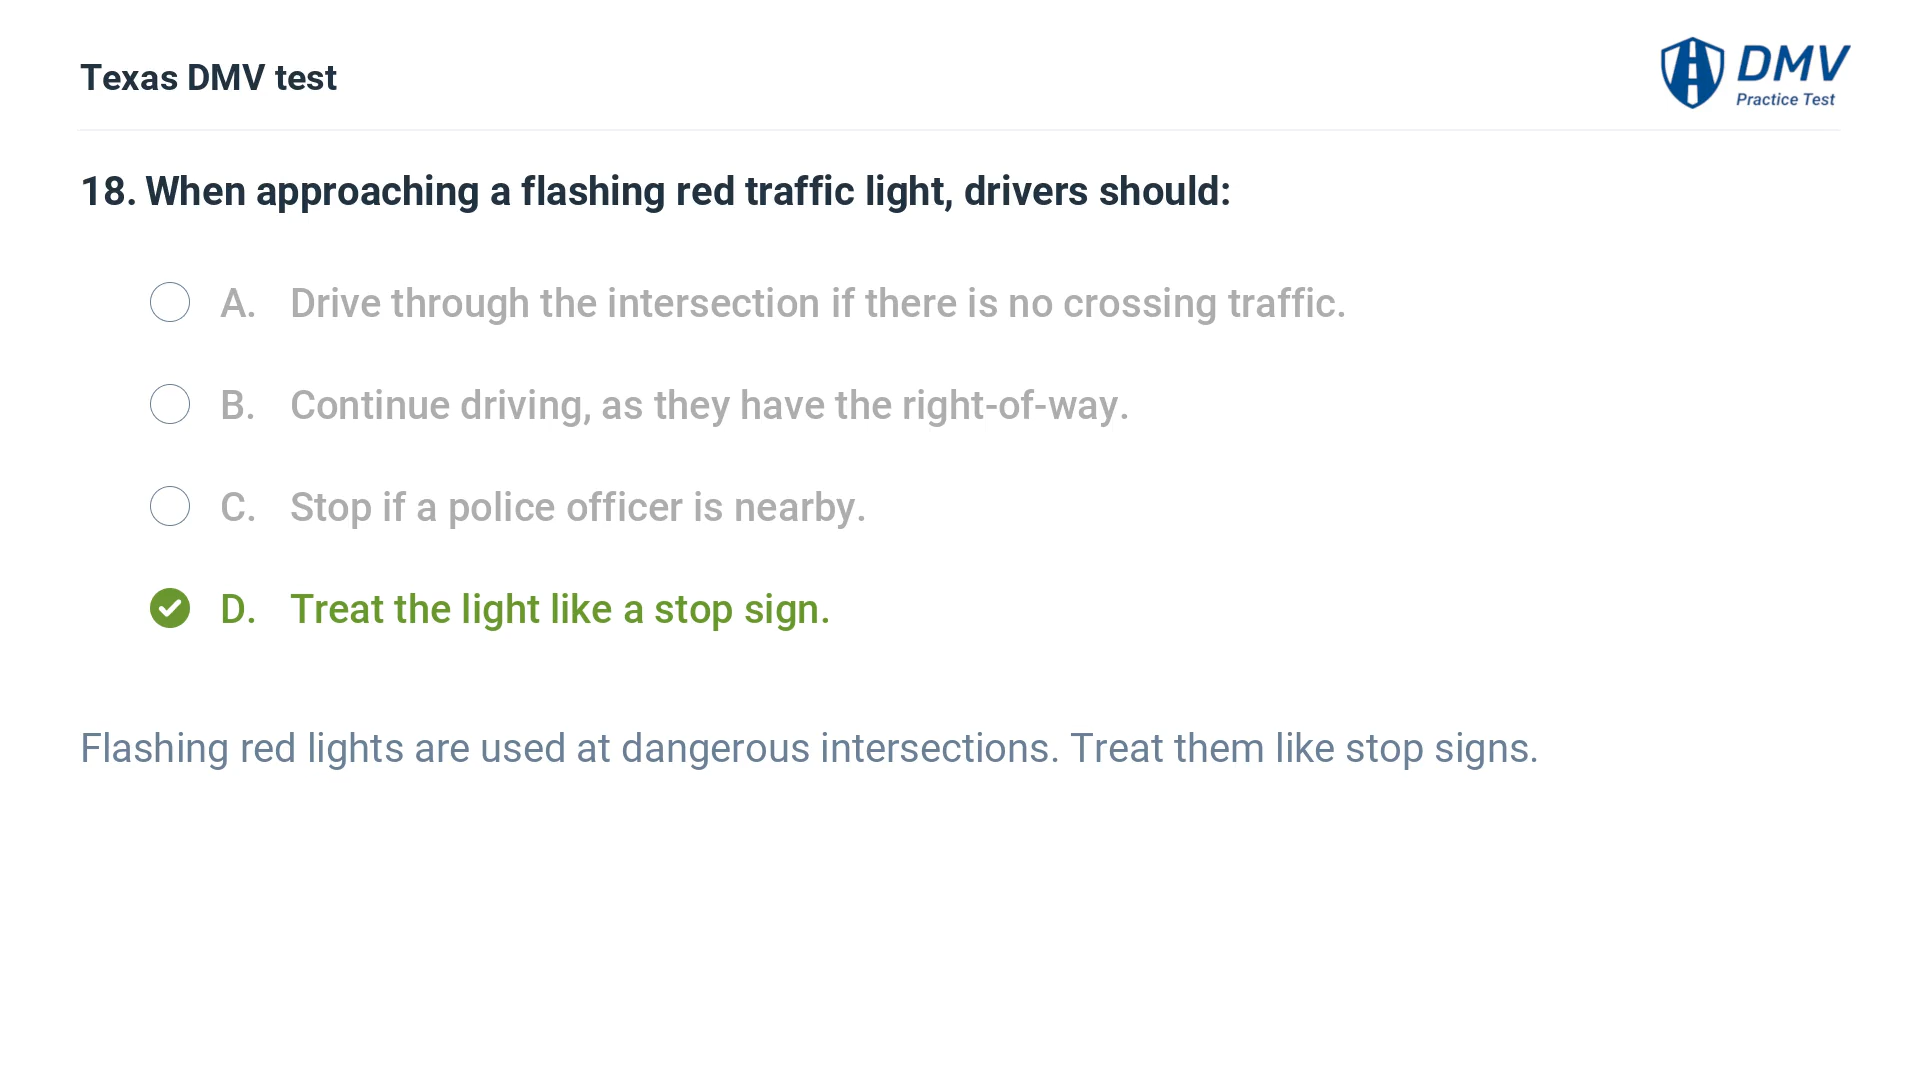 Texas DMV test
DMV
Practice Test
18. When approaching a flashing red traffic light, drivers should:
A. Drive through the intersection if there is no crossing traffic.
B. Continue driving, as they have the right-of-way.
C. Stop if a police officer is nearby.
D. Treat the light like a stop sign.
Flashing red lights are used at dangerous intersections. Treat them like stop signs.